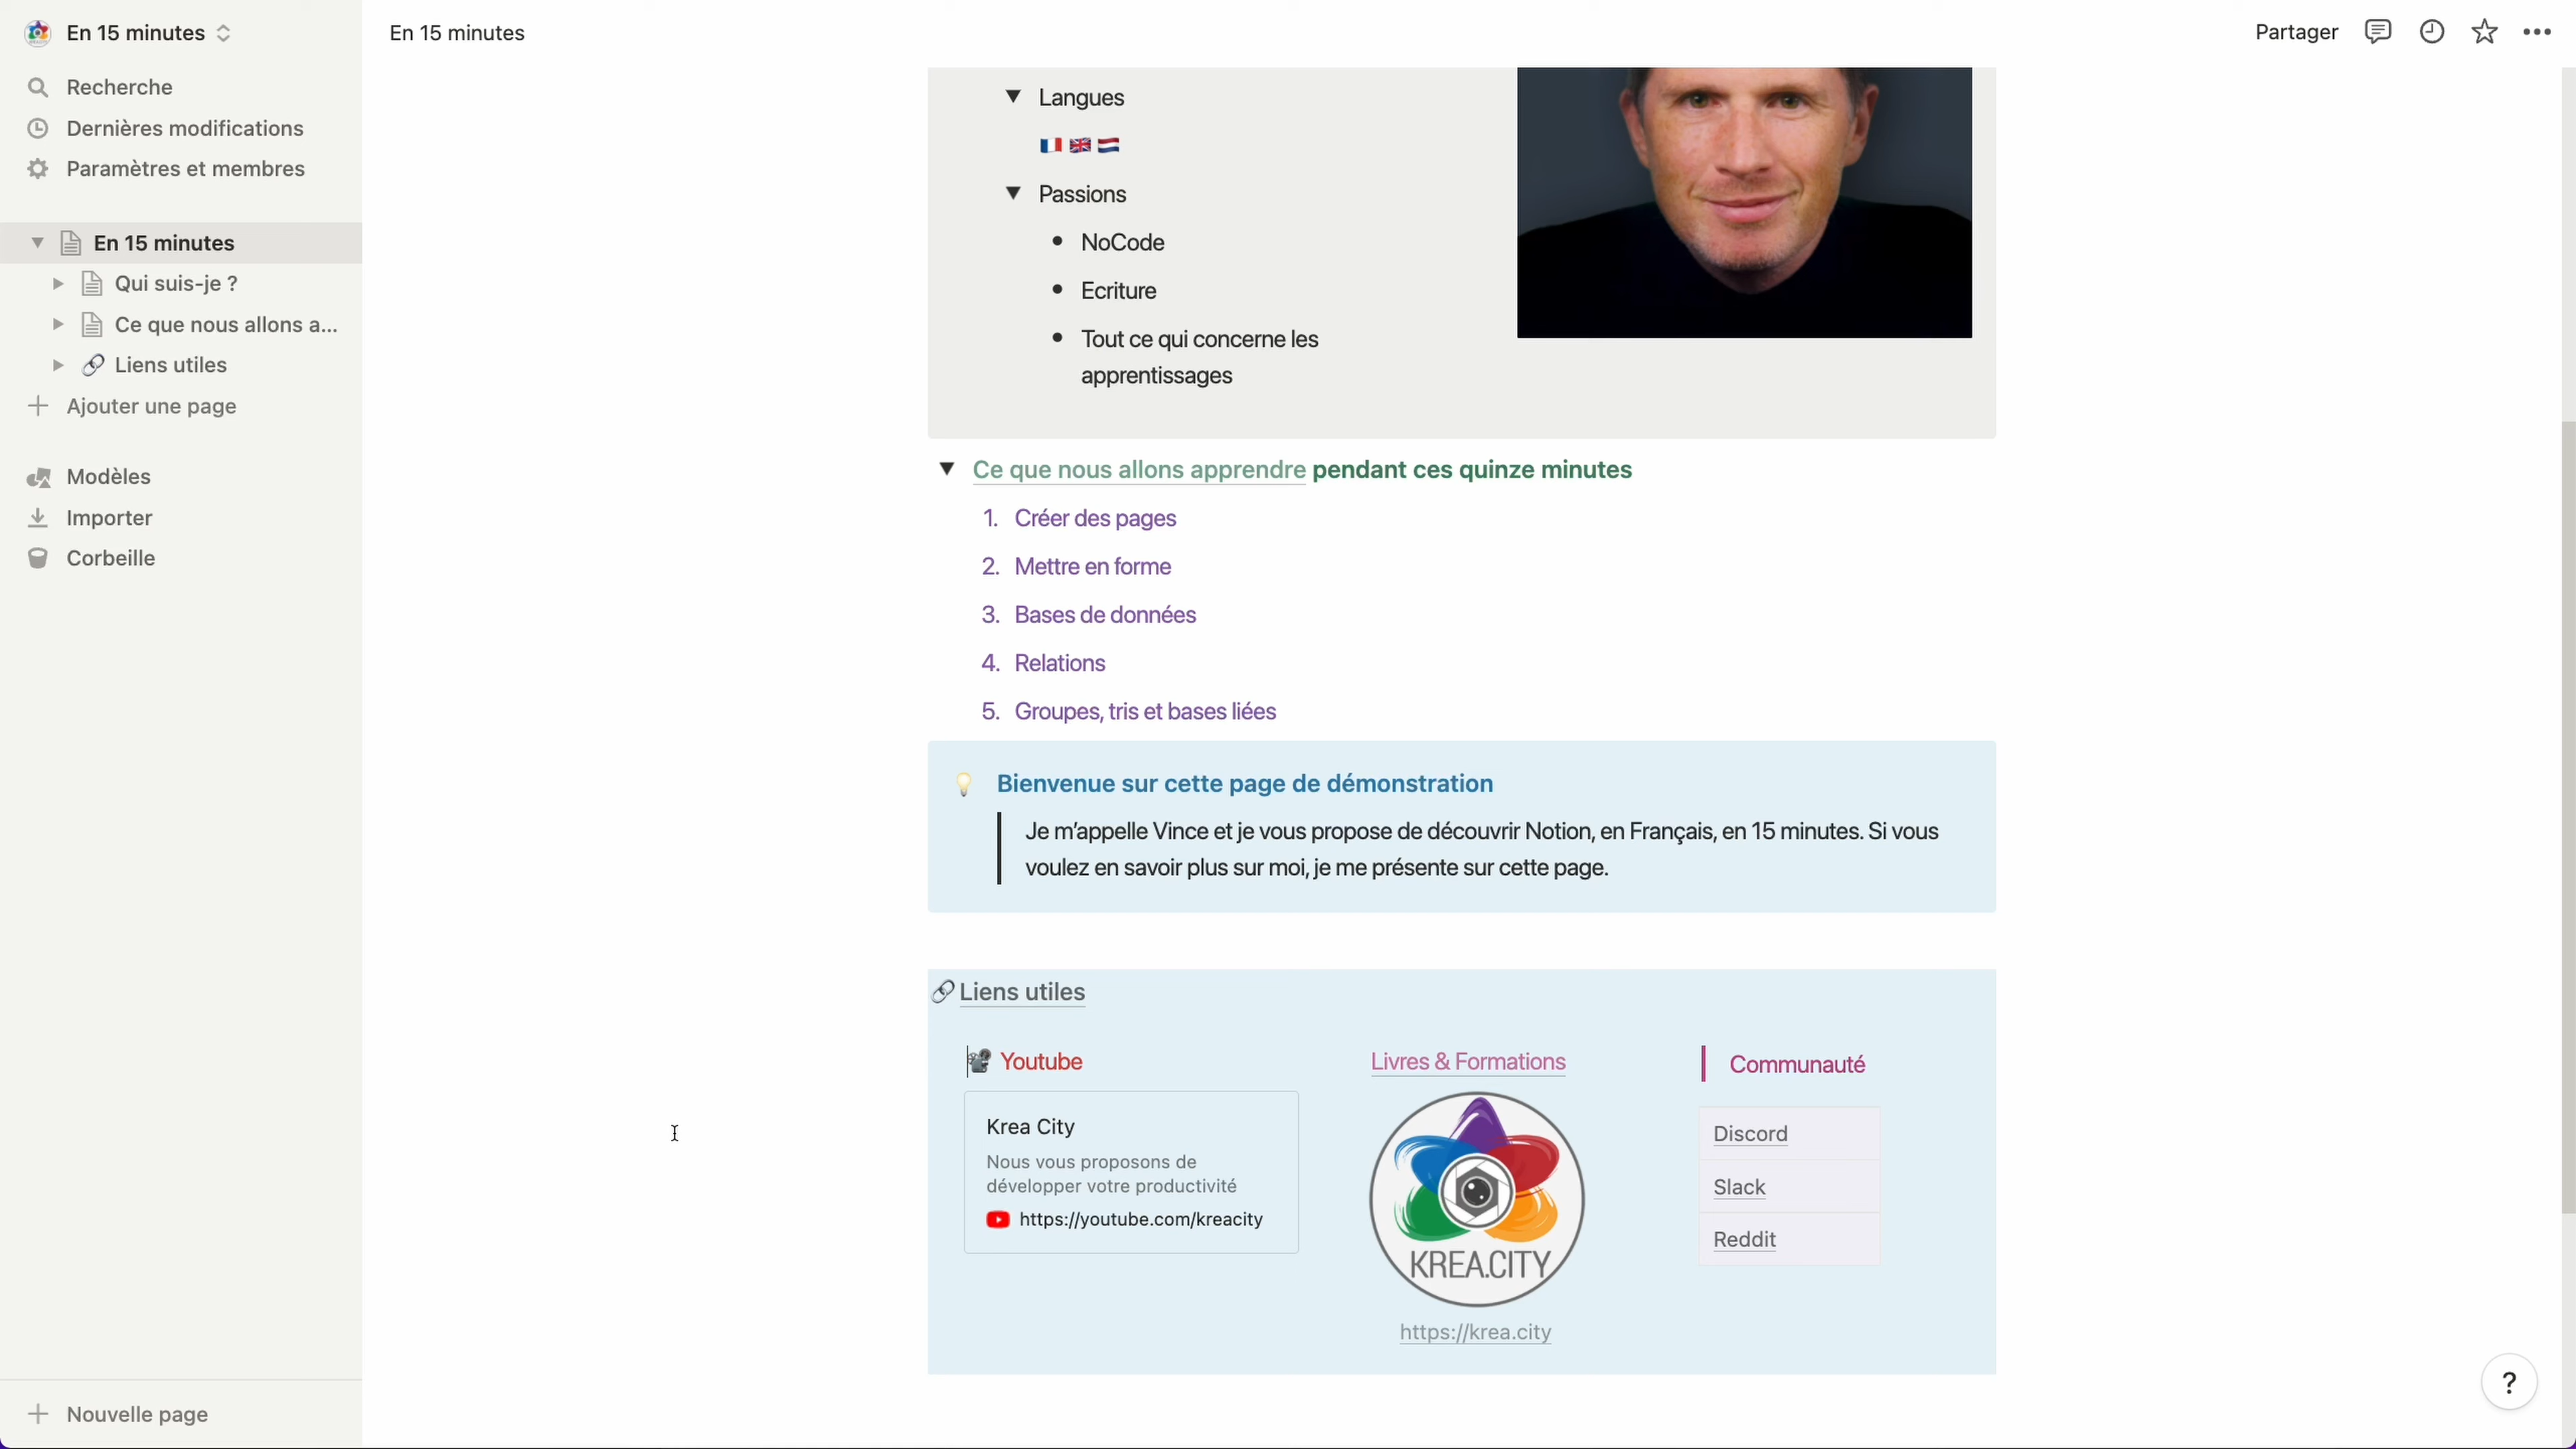 En 15 minutes
Recherche
Dernières modifications
Paramètres et membres
En 15 minutes
Qui suis-je ?
Ce que nous allons a...
Liens utiles
Ajouter une page
Modèles
Importer
Corbeille
Nouvelle page
En 15 minutes
Partager
Langues
Passions
NoCode
Ecriture
Tout ce qui concerne les
apprentissages
Ce que nous allons apprendre pendant ces quinze minutes
1. Créer des pages
2. Mettre en forme
3. Bases de données
4. Relations
5. Groupes, tris et bases liées
Bienvenue sur cette page de démonstration
Je m'appelle Vince et je vous propose de découvrir Notion, en Français, en 15 minutes. Si vous
voulez en savoir plus sur moi, je me présente sur cette page.
Liens utiles
Youtube
Krea City
Nous vous proposons de
développer votre productivité
https://youtube.com/kreacity
Livres & Formations
KREA.CITY
https://krea.city
Communauté
Discord
Slack
Reddit
?